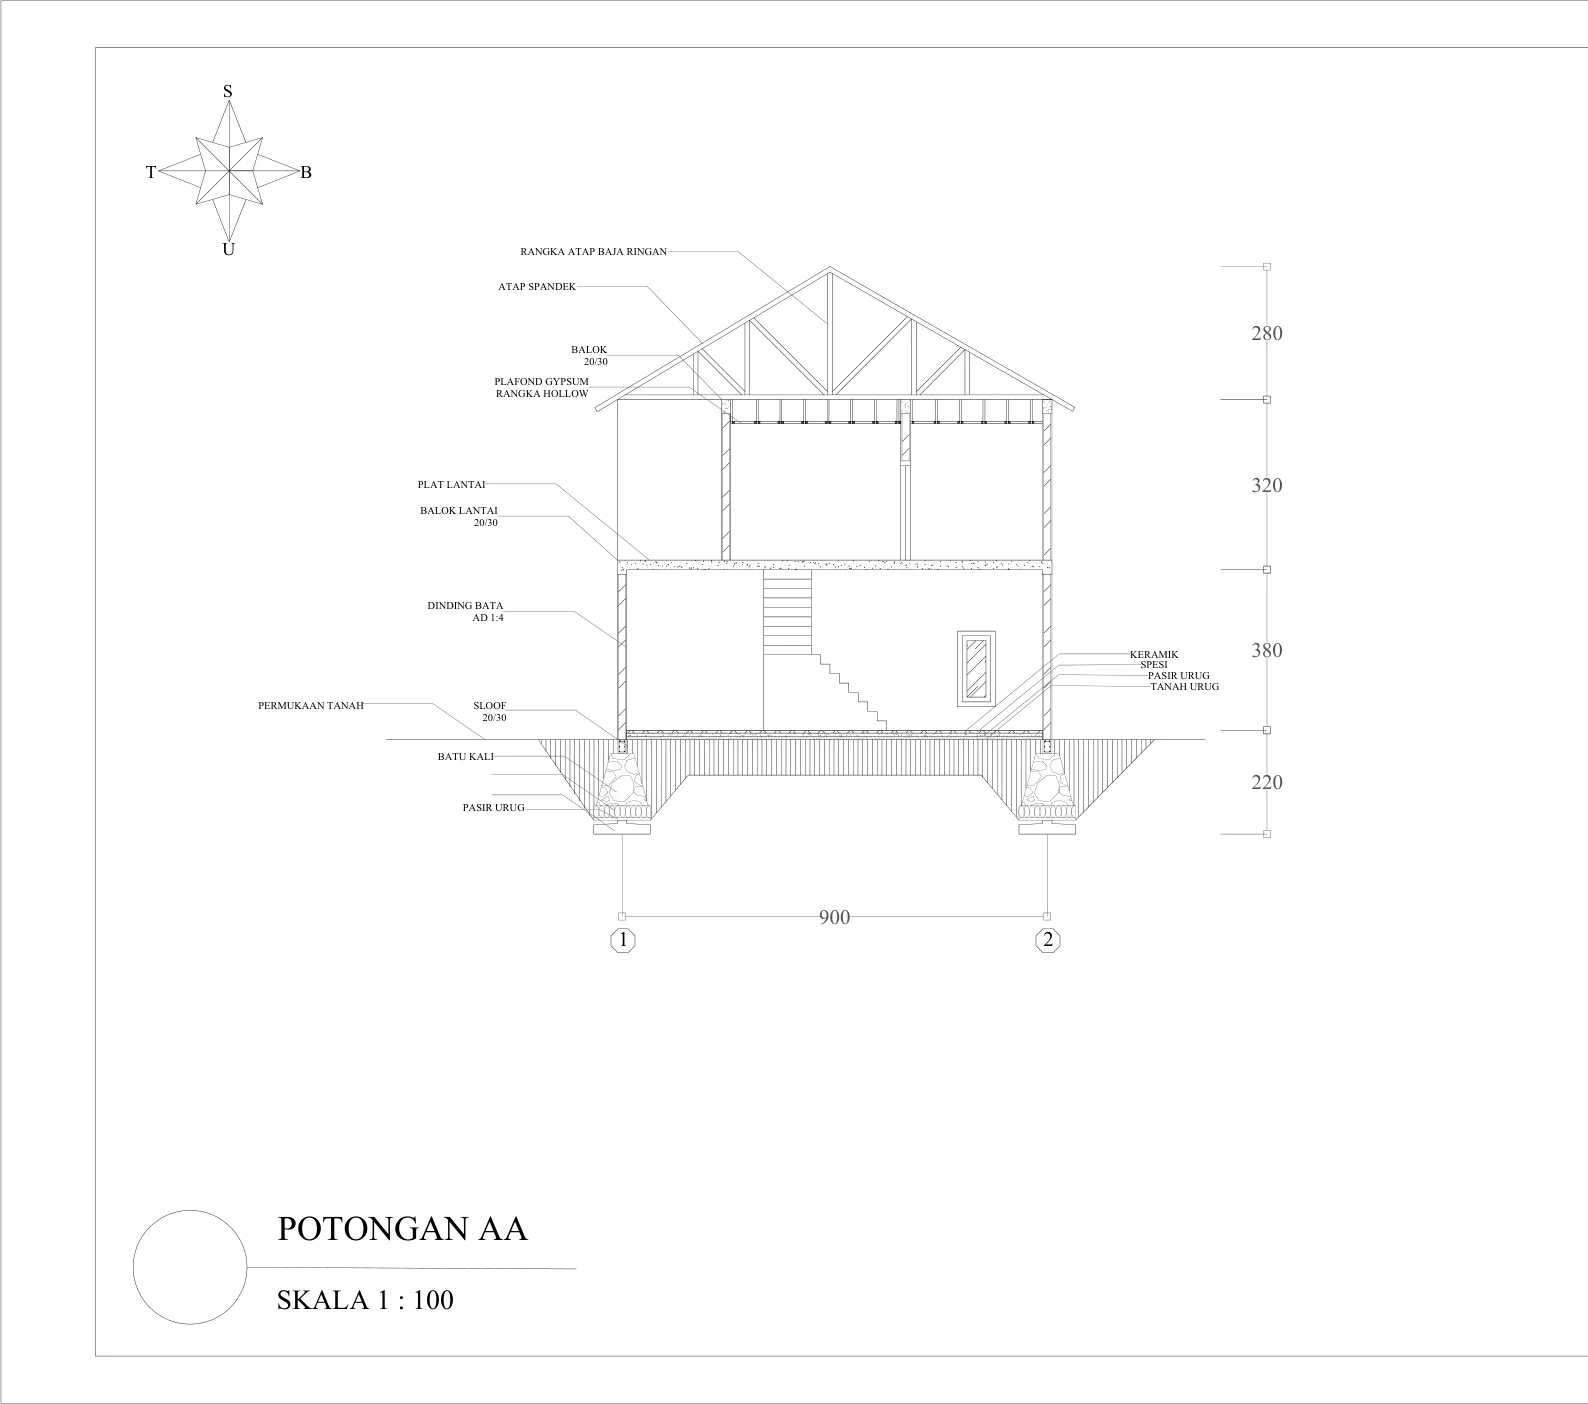 S
T
B
U
RANGKA ATAP BAJA RINGAN
ATAP SPANDEK
280
BALOK
20/30
PLAFOND GYPSUM
RANGKA HOLLOW
PLAT LANTAI
320
BALOK LANTAI
20/30
DINDING BATA
AD 1:4
380
KERAMIK
SPESI
PASIR URUG
TANAH URUG
PERMUKAAN TANAH
SLOOF
20/30
BATU KALI
220
PASIR URUG
900
1
2
POTONGAN AA
SKALA 1 : 100